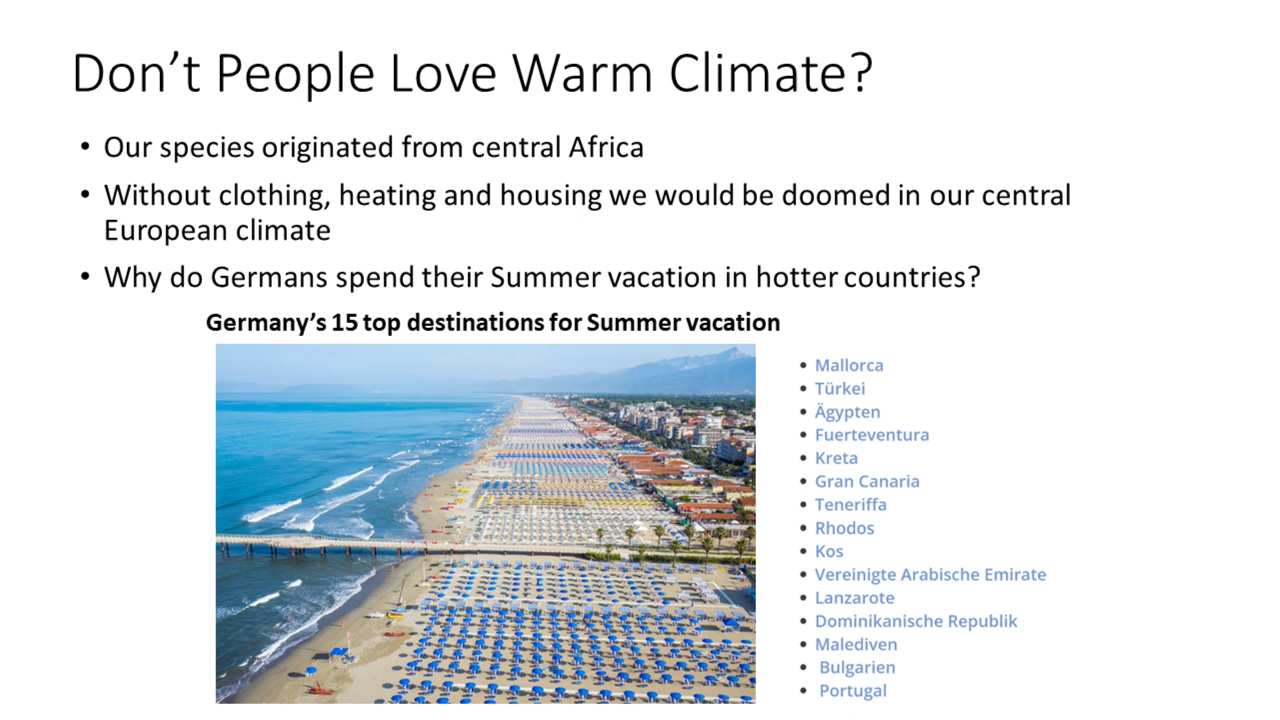 Don’t People Love Warm Climate?
• Our species originated from central Africa
• Without clothing, heating and housing we would be doomed in our central
European climate
• Why do Germans spend their Summer vacation in hotter countries?
Germany’s 15 top destinations for Summer vacation
• Mallorca
• Türkei
• Ägypten
• Fuerteventura
• Kreta
• Gran Canaria
• Teneriffa
• Rhodos
• Kos
• Vereinigte Arabische Emirate
• Lanzarote
• Dominikanische Republik
• Malediven
• Bulgarien
• Portugal